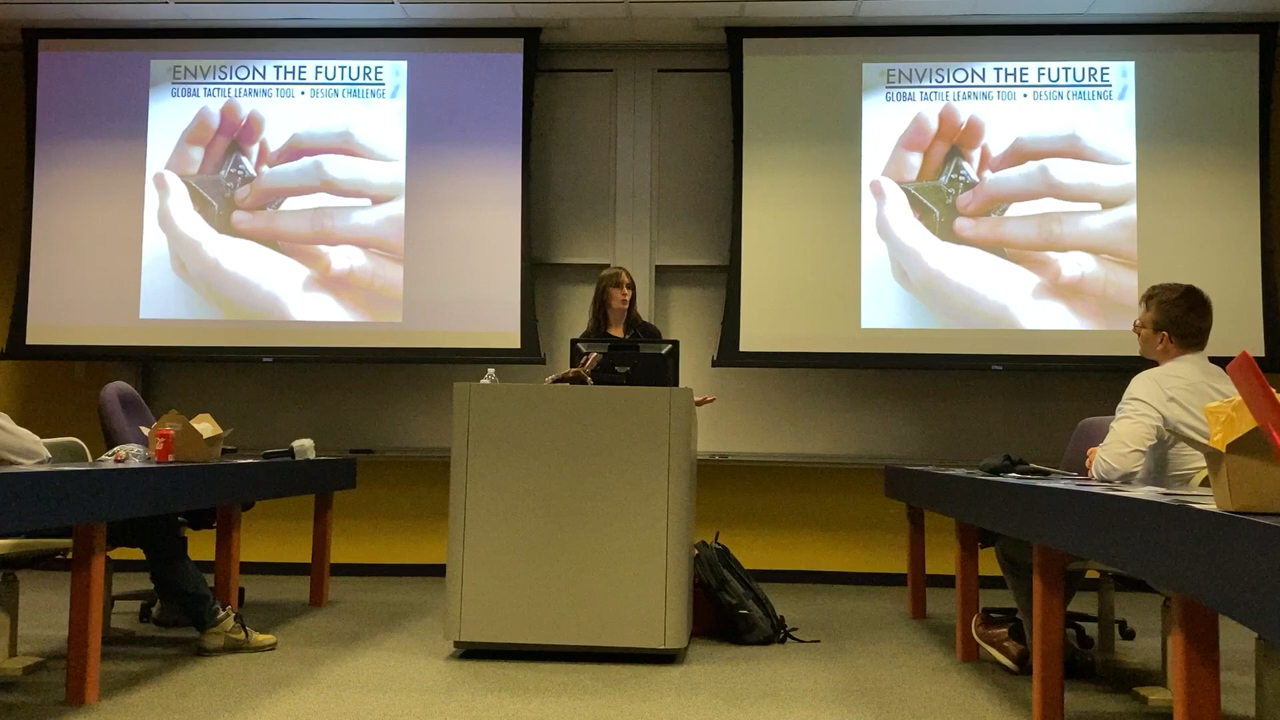 ENVISION THE FUTURE
GLOBAL TACTILE LEARNING TOOL • DESIGN CHALLENGE
ENVISION THE FUTURE
GLOBAL TACTILE LEARNING TOOL • DESIGN CHALLENGE